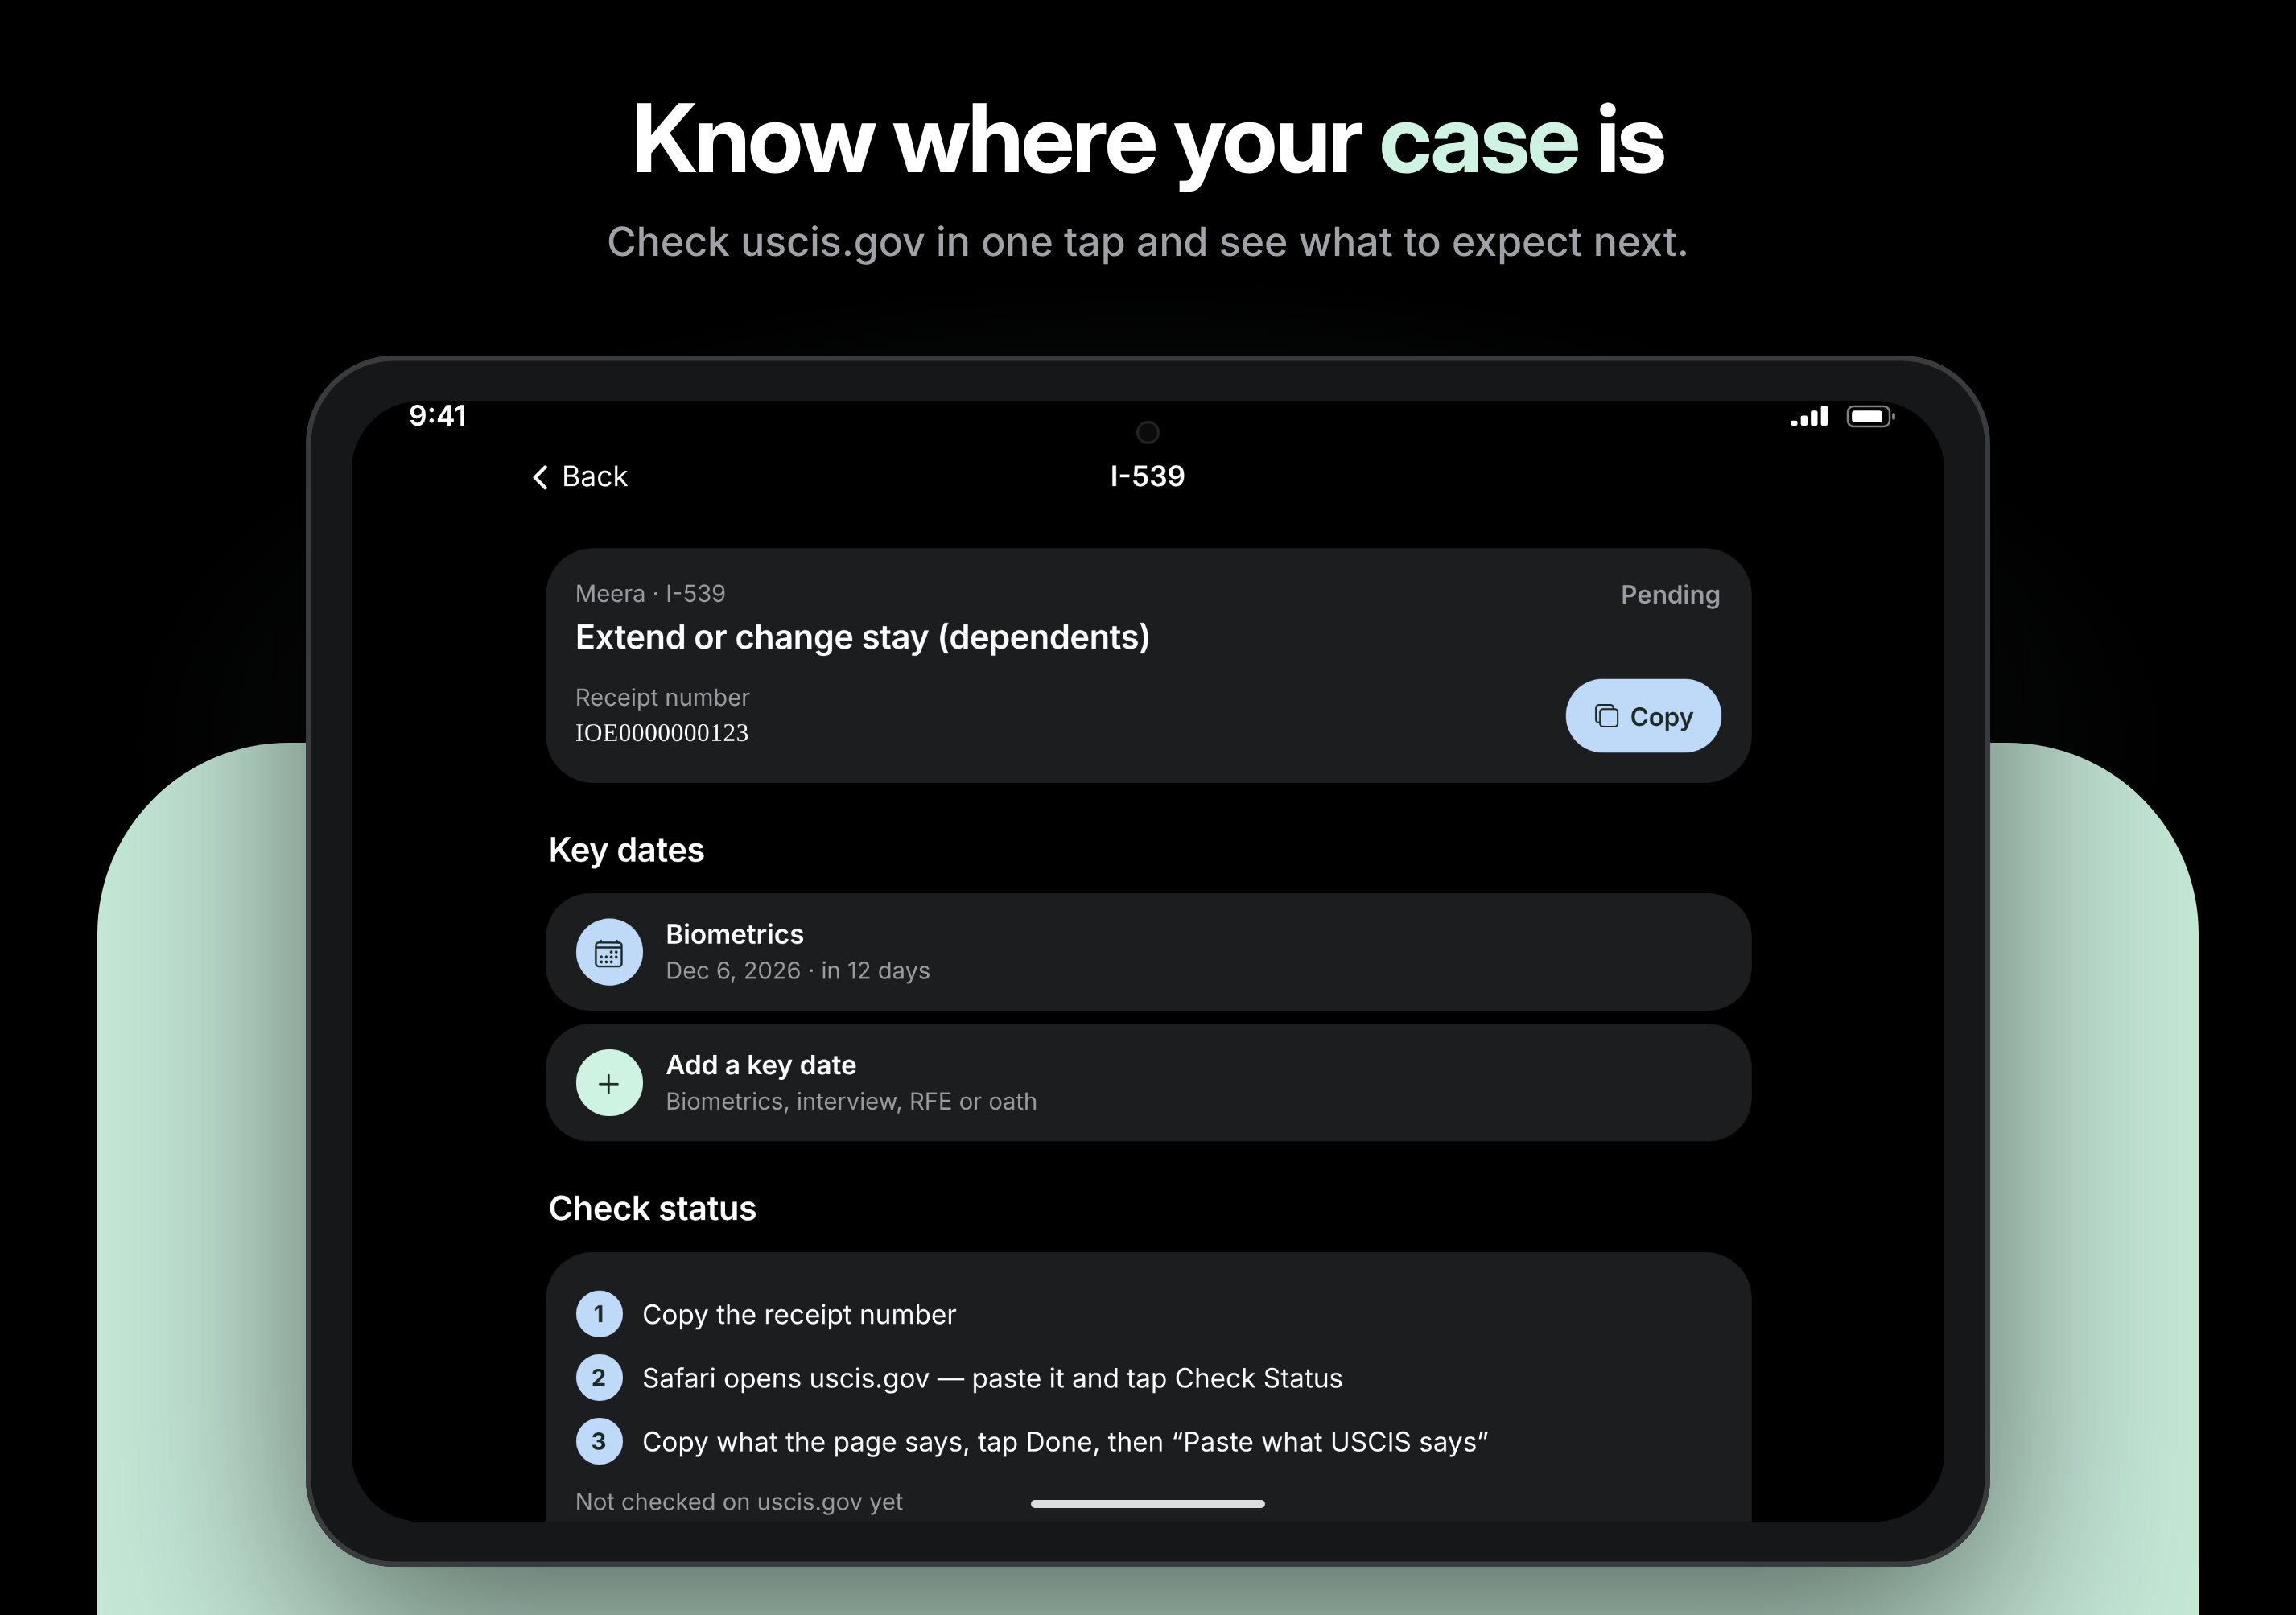 Know where your case is
Check uscis.gov in one tap and see what to expect next.
9:41
Back
I-539
Meera · I-539
Pending
Extend or change stay (dependents)
Receipt number
IOE0000000123
Copy
Key dates
Biometrics
Dec 6, 2026 · in 12 days
Add a key date
Biometrics, interview, RFE or oath
Check status
1 Copy the receipt number
2 Safari opens uscis.gov — paste it and tap Check Status
3 Copy what the page says, tap Done, then “Paste what USCIS says”
Not checked on uscis.gov yet